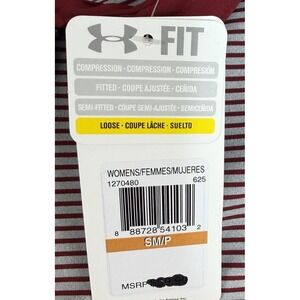 FIT
COMPRESSION - COMPRESSION - COMPRESIÓN
FITTED - COUPE AJUSTÉE - CEÑIDA
SEMI-FITTED - COUPE SEMI-AJUSTÉE - SEMICEÑIDA
LOOSE - COUPE LÂCHE - SUELTO
WOMENS/FEMMES/MUJERES
1270480 625
8 88728 54103 2
SM/P
MSRP